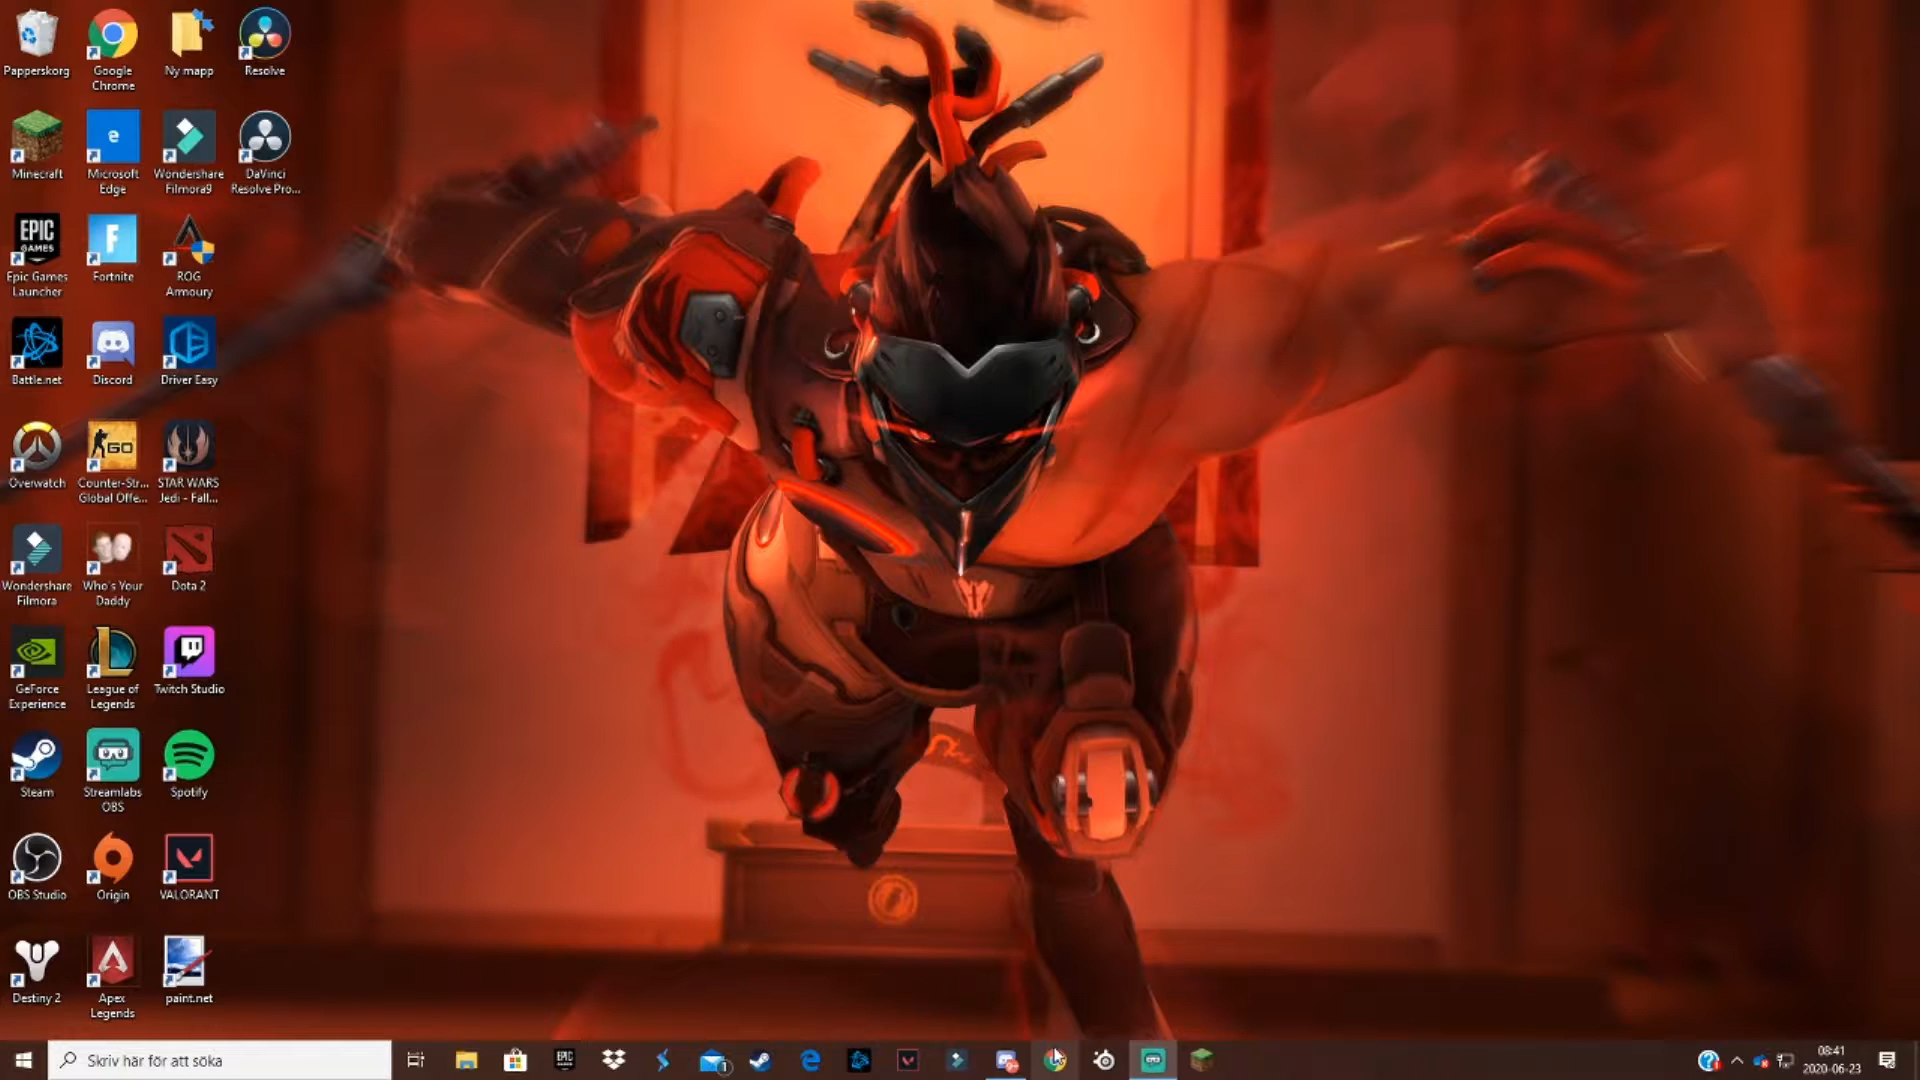 Papperskorg
Google
Chrome
Ny mapp
Resolve
Minecraft
Microsoft
Edge
Wondershare
Filmora9
DaVinci
Resolve Pro...
EPIC
GAMES
Epic Games
Launcher
Fortnite
ROG
Armoury
Battle.net
Discord
Driver Easy
Overwatch
GO
Counter-Str...
Global Offe...
STAR WARS
Jedi - Fall...
Wondershare
Filmora
Who's Your
Daddy
Dota 2
GeForce
Experience
League of
Legends
Twitch Studio
Steam
Streamlabs
OBS
Spotify
OBS Studio
Origin
VALORANT
Destiny 2
Apex
Legends
paint.net
Skriv här för att söka
EPIC
1
08:41
2020-06-23